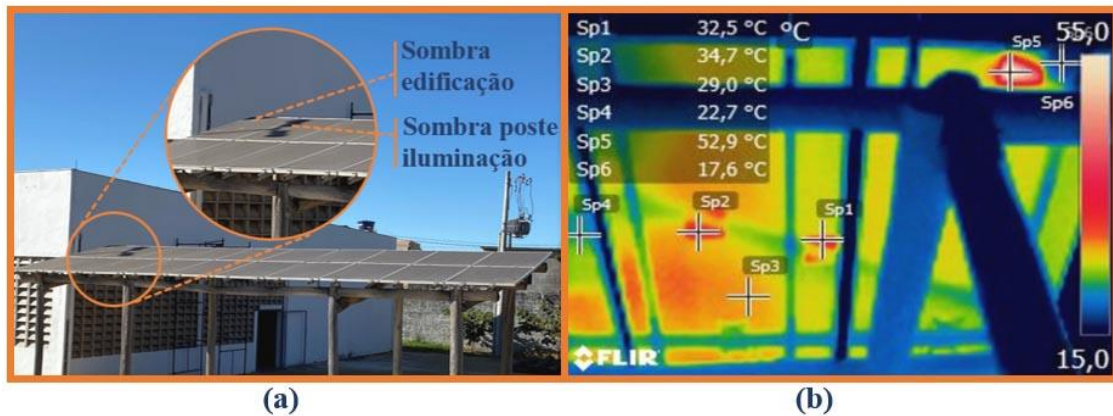 Sombra
edificação
Sombra poste
iluminação
(a)
Sp1 32,5 °C °C
Sp2 34,7 °C
Sp3 29,0 °C
Sp4 22,7 °C
Sp5 52,9 °C
Sp6 17,6 °C
55,0
Sp5
Sp6
Sp4
Sp2
Sp1
Sp3
FLIR
15,0
(b)